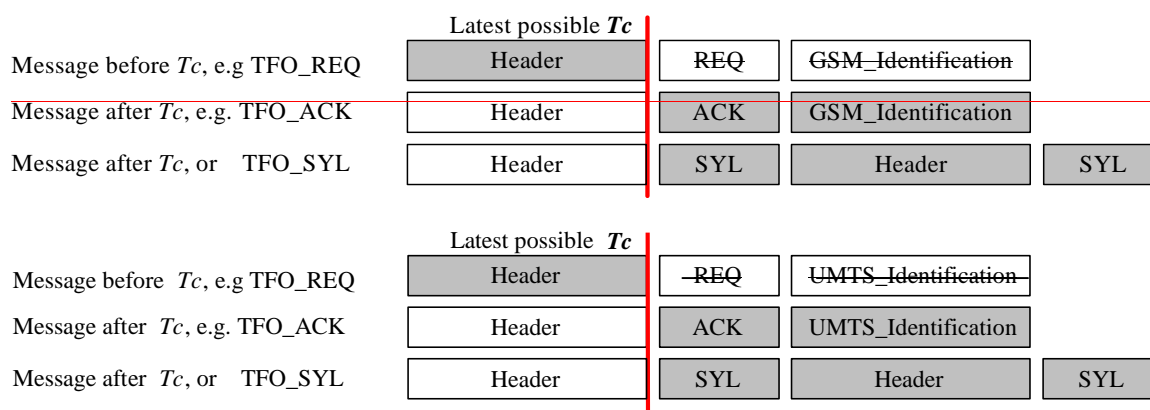 Latest possible Tc
Message before Tc, e.g TFO_REQ Header REQ GSM_Identification
Message after Tc, e.g. TFO_ACK Header ACK GSM_Identification
Message after Tc, or TFO_SYL Header SYL Header SYL
Latest possible Tc
Message before Tc, e.g TFO_REQ Header REQ UMTS_Identification
Message after Tc, e.g. TFO_ACK Header ACK UMTS_Identification
Message after Tc, or TFO_SYL Header SYL Header SYL